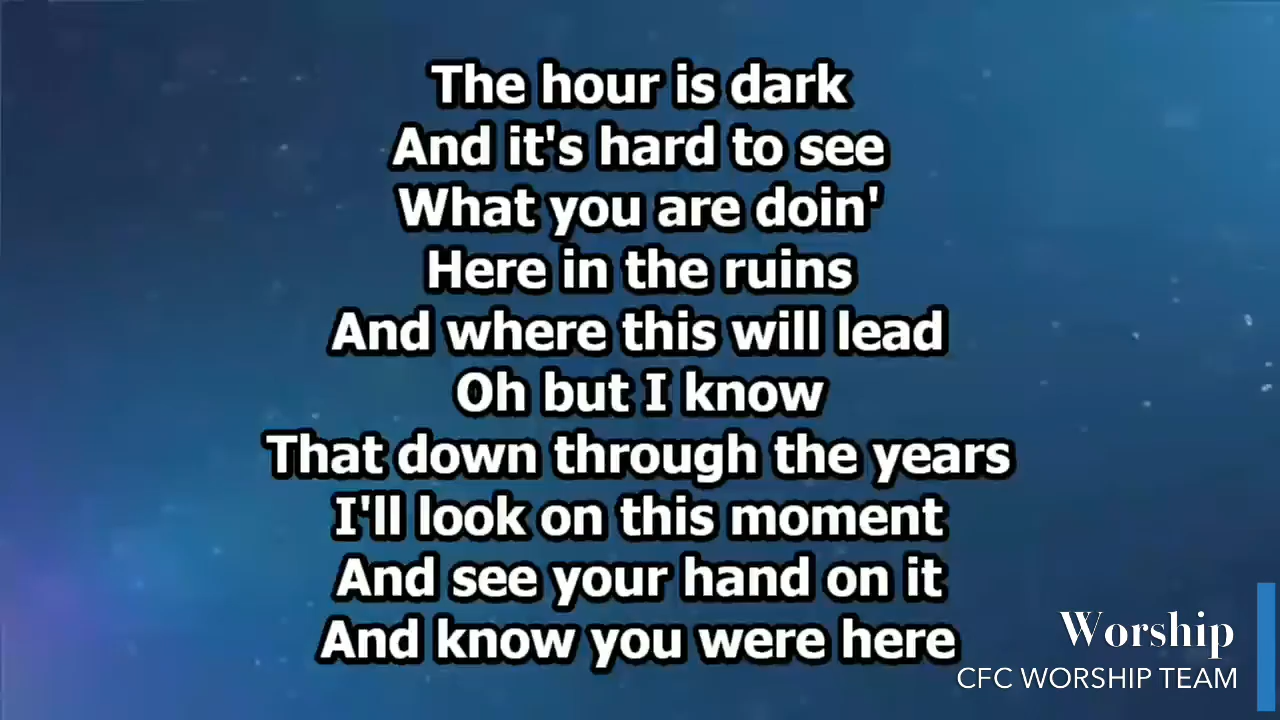 The hour is dark
And it's hard to see
What you are doin'
Here in the ruins
And where this will lead
Oh but I know
That down through the years
I'll look on this moment
And see your hand on it
And know you were here
Worship
CFC WORSHIP TEAM